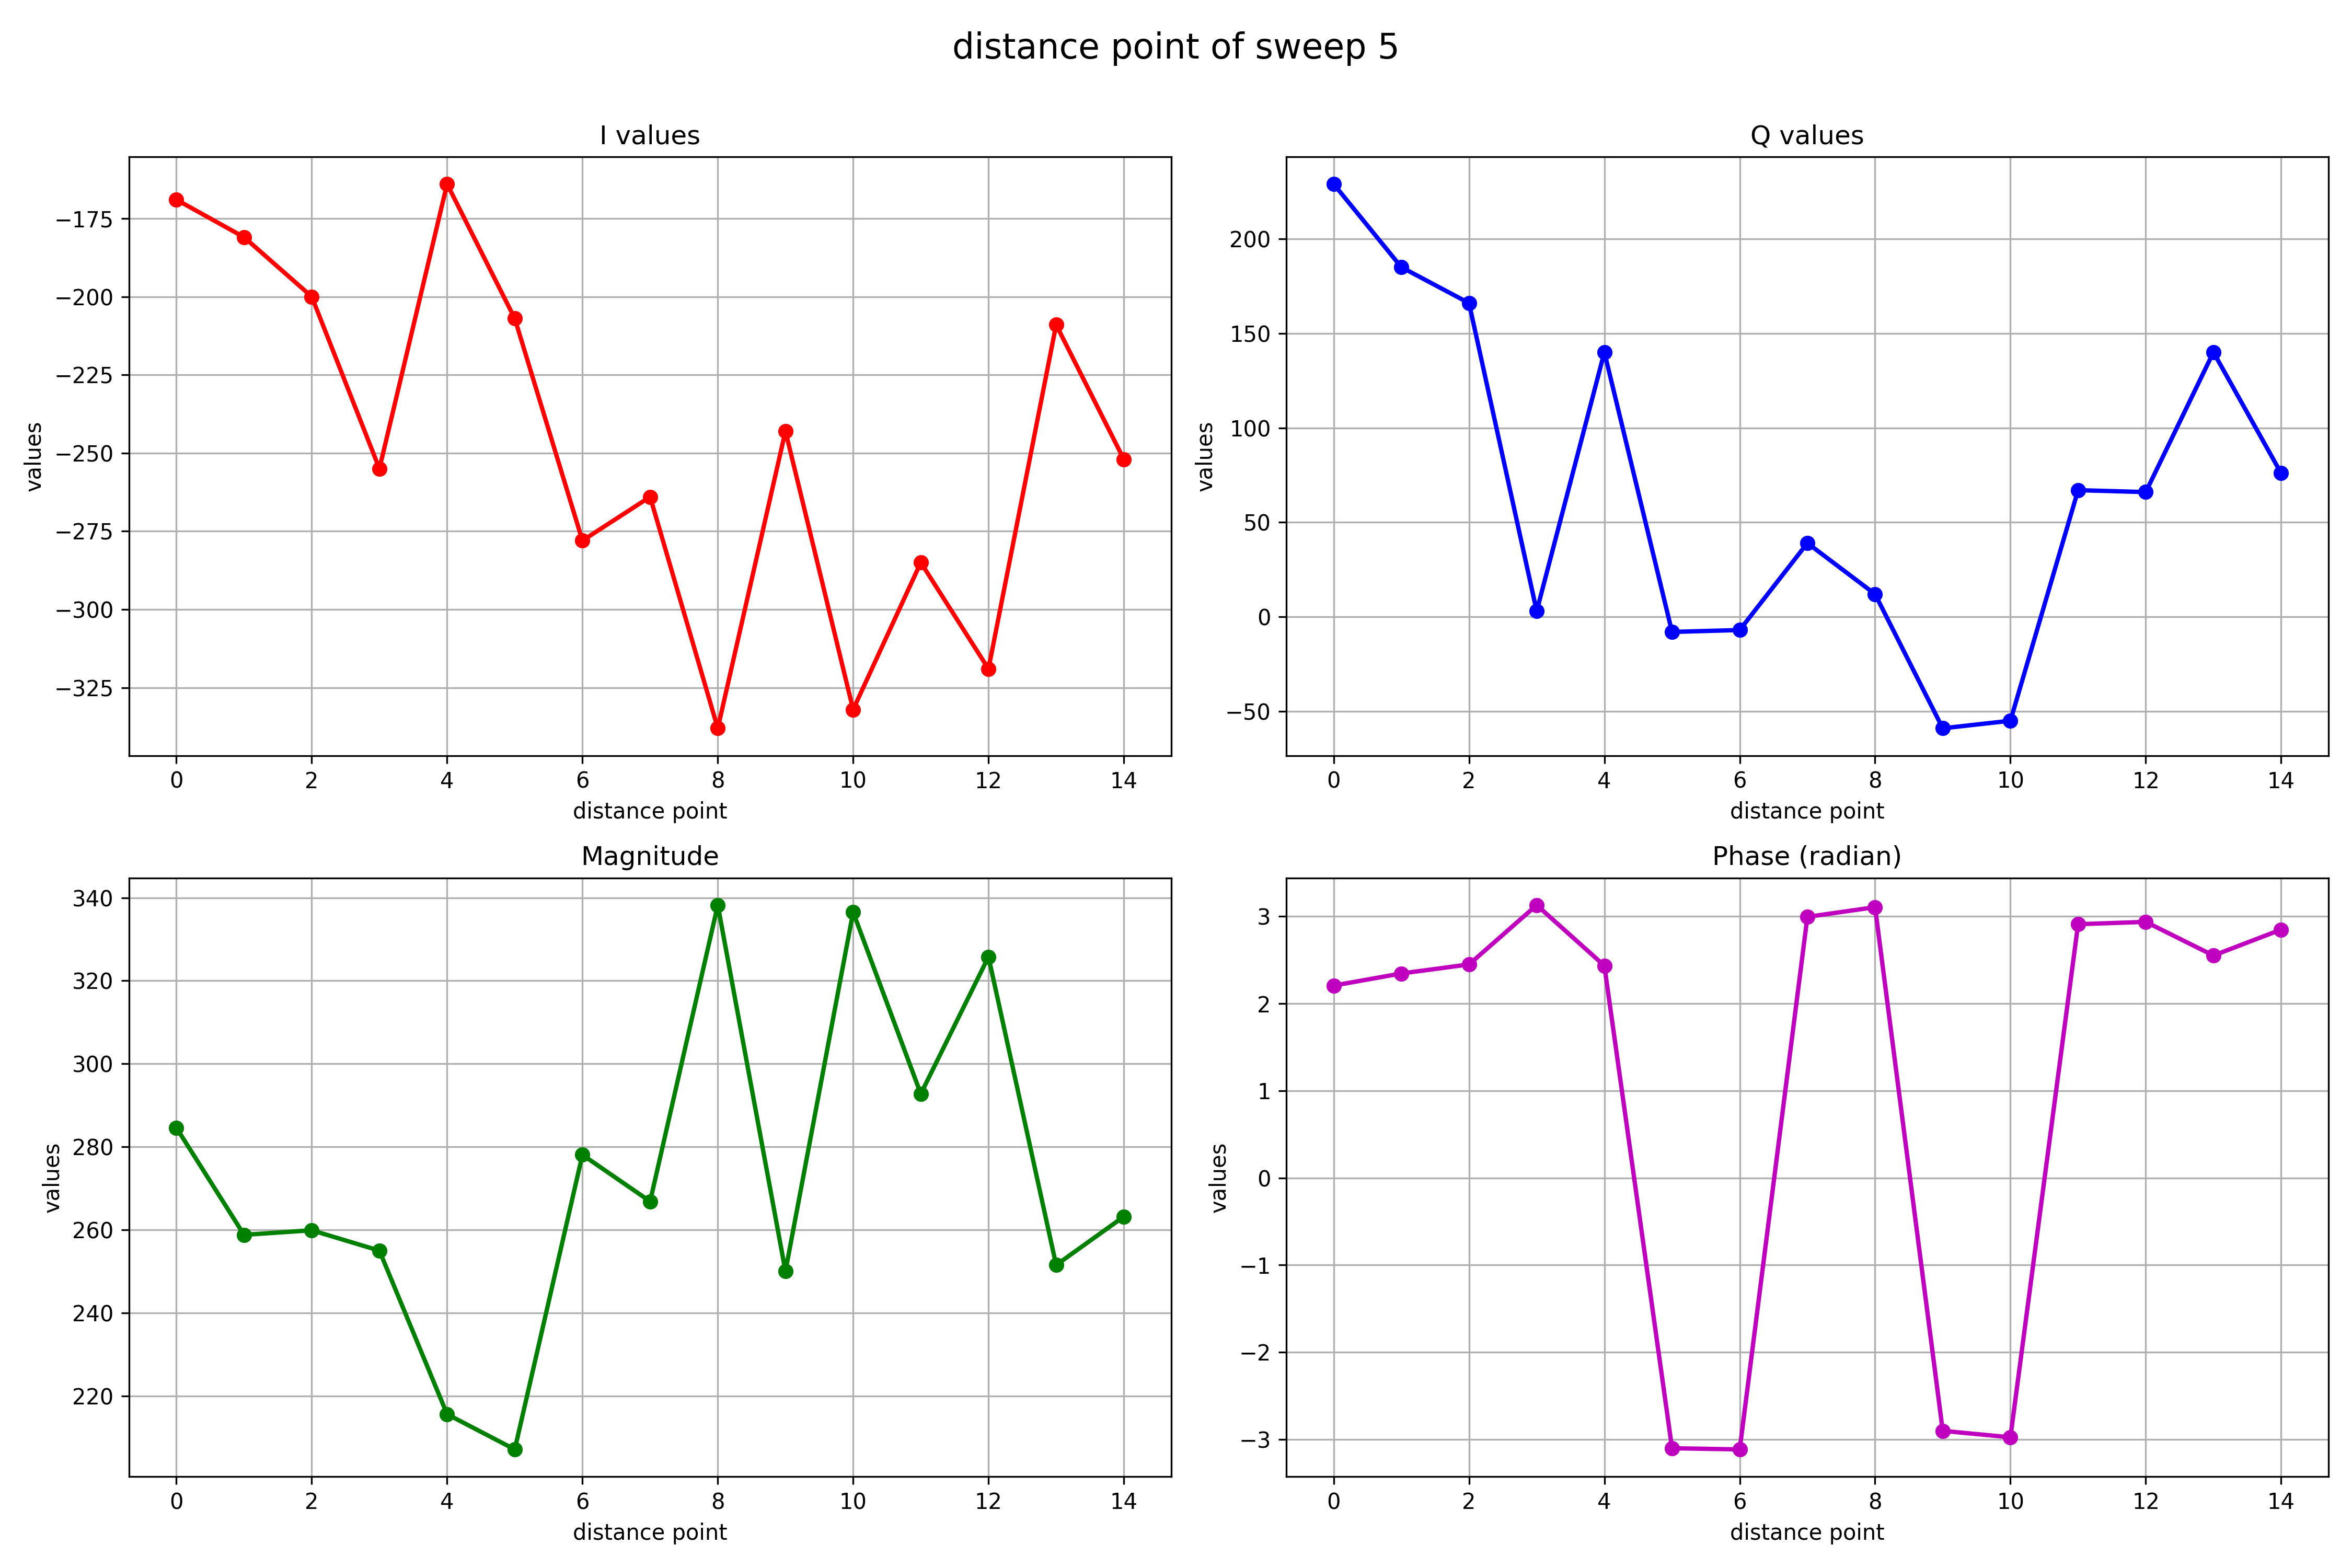 distance point of sweep 5
I values
−175
−200
−225
−250
−275
−300
−325
values
0 2 4 6 8 10 12 14
distance point
Q values
200
150
100
50
0
−50
values
0 2 4 6 8 10 12 14
distance point
Magnitude
340
320
300
280
260
240
220
values
0 2 4 6 8 10 12 14
distance point
Phase (radian)
3
2
1
0
−1
−2
−3
values
0 2 4 6 8 10 12 14
distance point